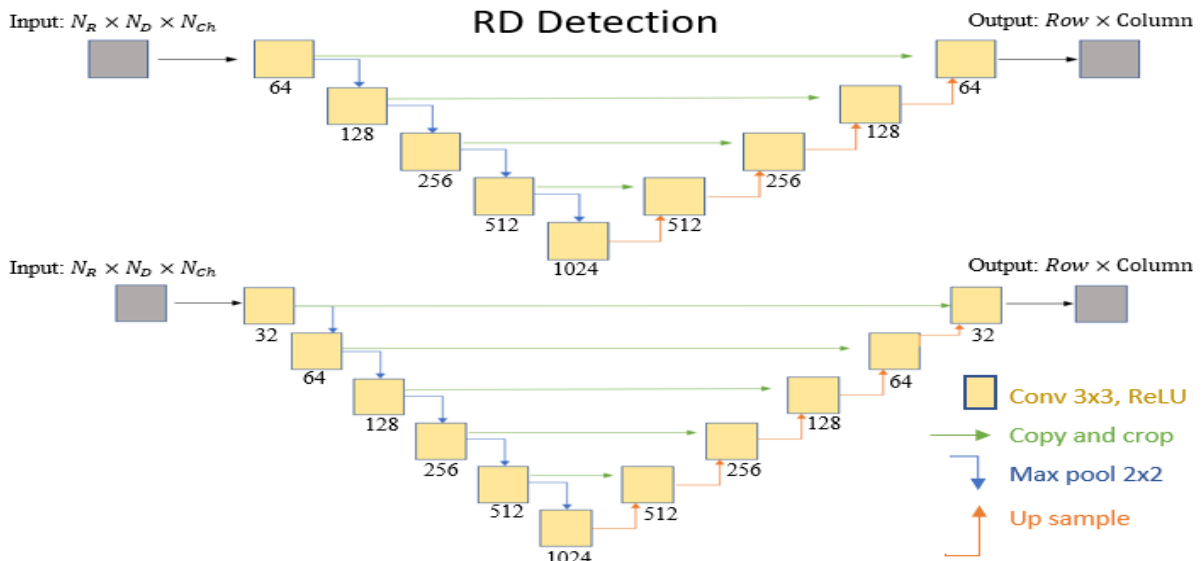 RD Detection
Input: N_R × N_D × N_Ch
Output: Row × Column
64
64
128
128
256
256
512
512
1024
Input: N_R × N_D × N_Ch
Output: Row × Column
32
32
64
64
128
128
256
256
512
512
1024
Conv 3x3, ReLU
Copy and crop
Max pool 2x2
Up sample